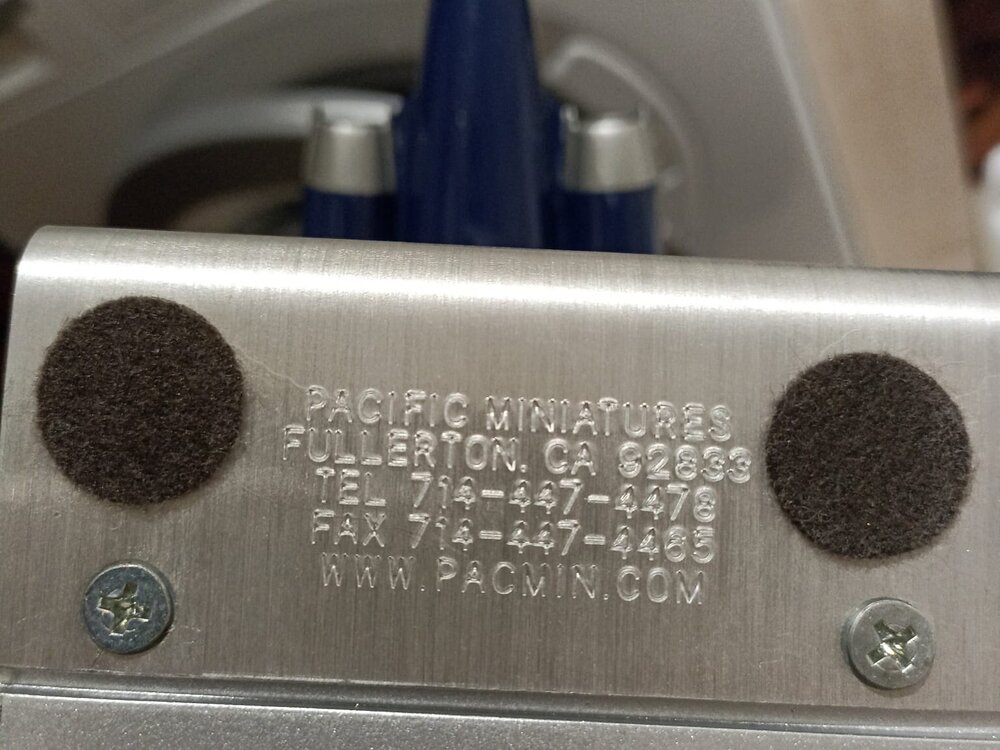 PACIFIC MINIATURES
FULLERTON, CA 92833
TEL 714-447-4478
FAX 714-447-4465
WWW.PACMIN.COM